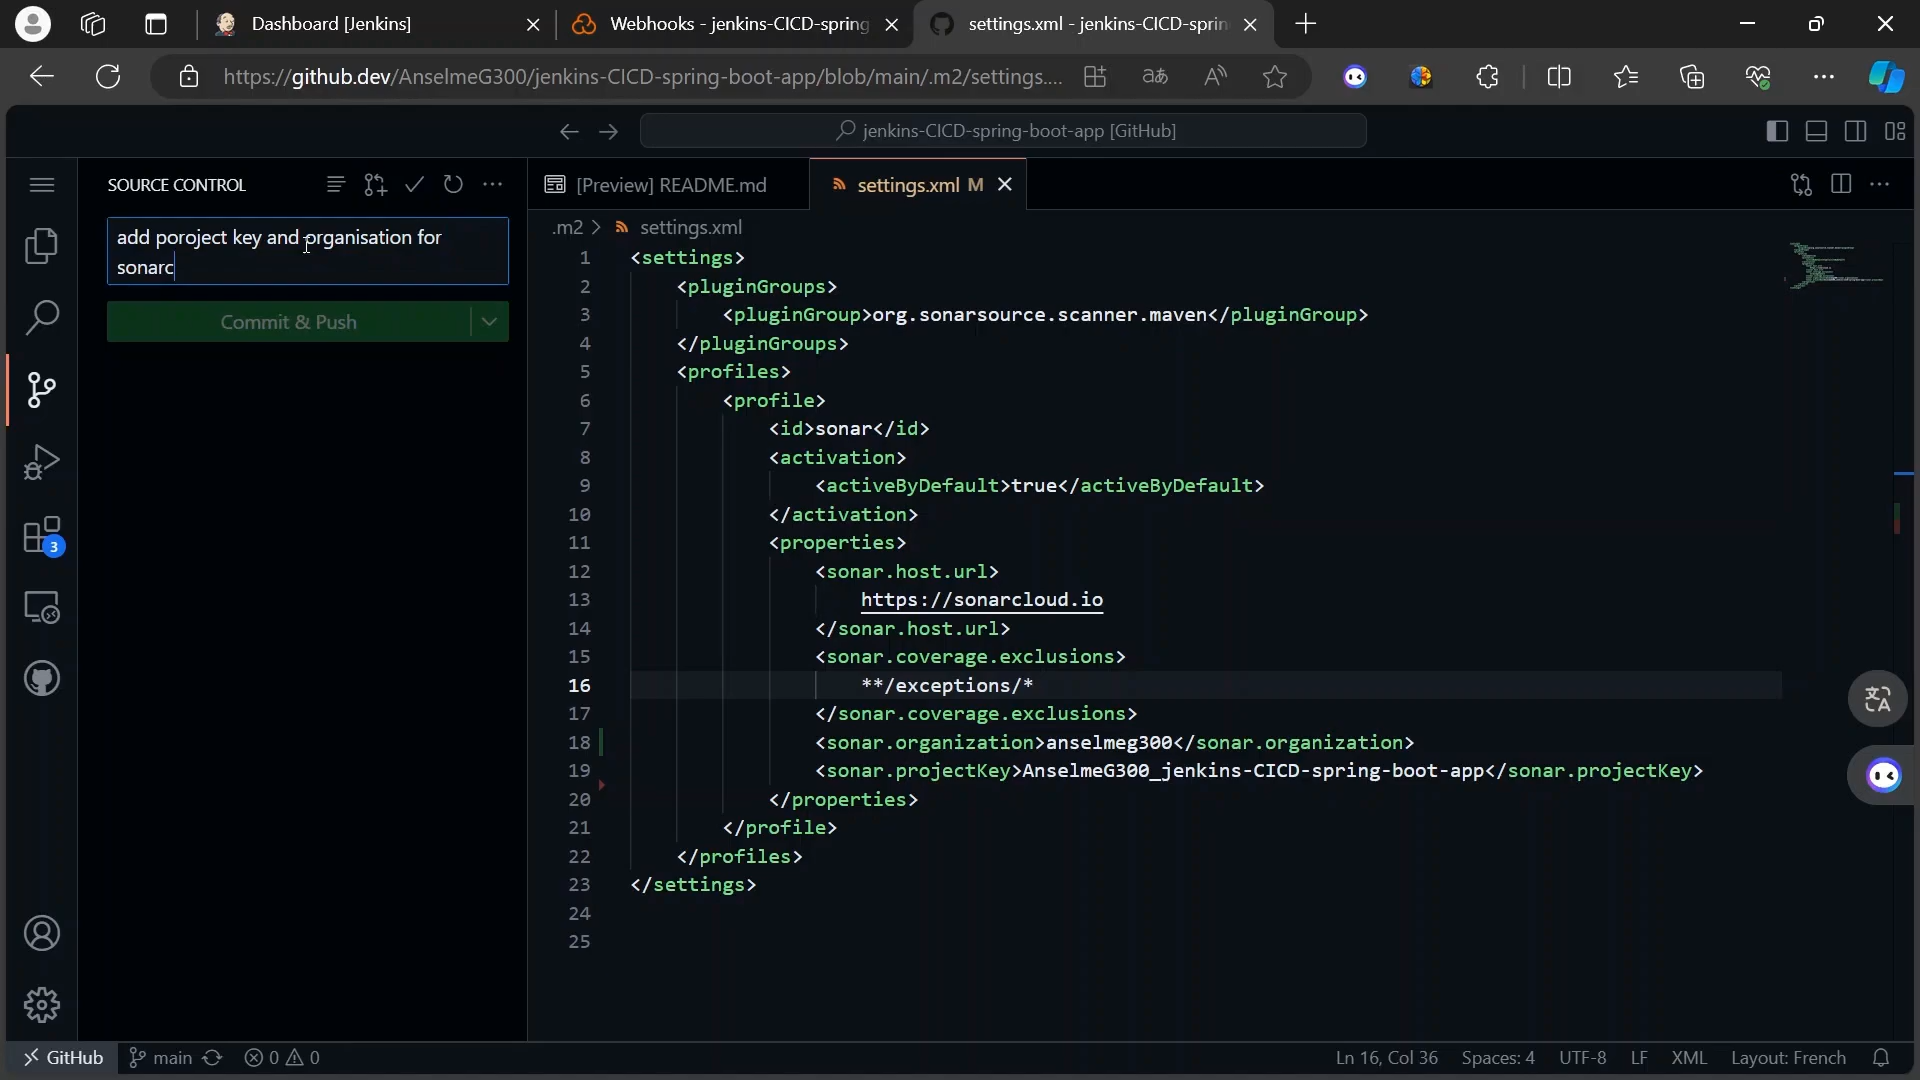 Dashboard [Jenkins]
Webhooks - jenkins-CICD-spring
settings.xml - jenkins-CICD-sprin
https://github.dev/AnselmeG300/jenkins-CICD-spring-boot-app/blob/main/.m2/settings....
jenkins-CICD-spring-boot-app [GitHub]
SOURCE CONTROL
[Preview] README.md
settings.xml M
add poroject key and organisation for
sonarc
Commit & Push
3
.m2 > settings.xml
1 <settings>
2 <pluginGroups>
3 <pluginGroup>org.sonarsource.scanner.maven</pluginGroup>
4 </pluginGroups>
5 <profiles>
6 <profile>
7 <id>sonar</id>
8 <activation>
9 <activeByDefault>true</activeByDefault>
10 </activation>
11 <properties>
12 <sonar.host.url>
13 https://sonarcloud.io
14 </sonar.host.url>
15 <sonar.coverage.exclusions>
16 **/exceptions/*
17 </sonar.coverage.exclusions>
18 <sonar.organization>anselmeg300</sonar.organization>
19 <sonar.projectKey>AnselmeG300_jenkins-CICD-spring-boot-app</sonar.projectKey>
20 </properties>
21 </profile>
22 </profiles>
23 </settings>
24
25
GitHub main 0 0 Ln 16, Col 36 Spaces: 4 UTF-8 LF XML Layout: French